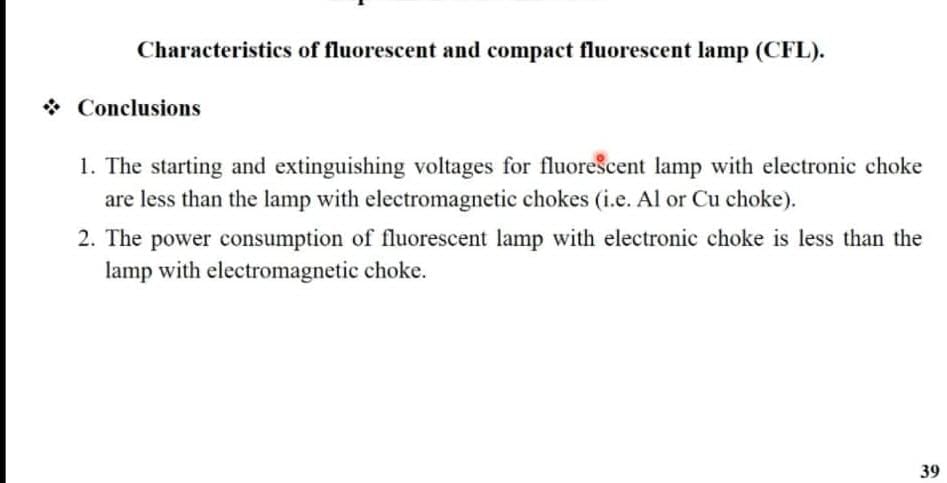 Characteristics of fluorescent and compact fluorescent lamp (CFL).
❖ Conclusions
1. The starting and extinguishing voltages for fluorescent lamp with electronic choke
are less than the lamp with electromagnetic chokes (i.e. Al or Cu choke).
2. The power consumption of fluorescent lamp with electronic choke is less than the
lamp with electromagnetic choke.
39